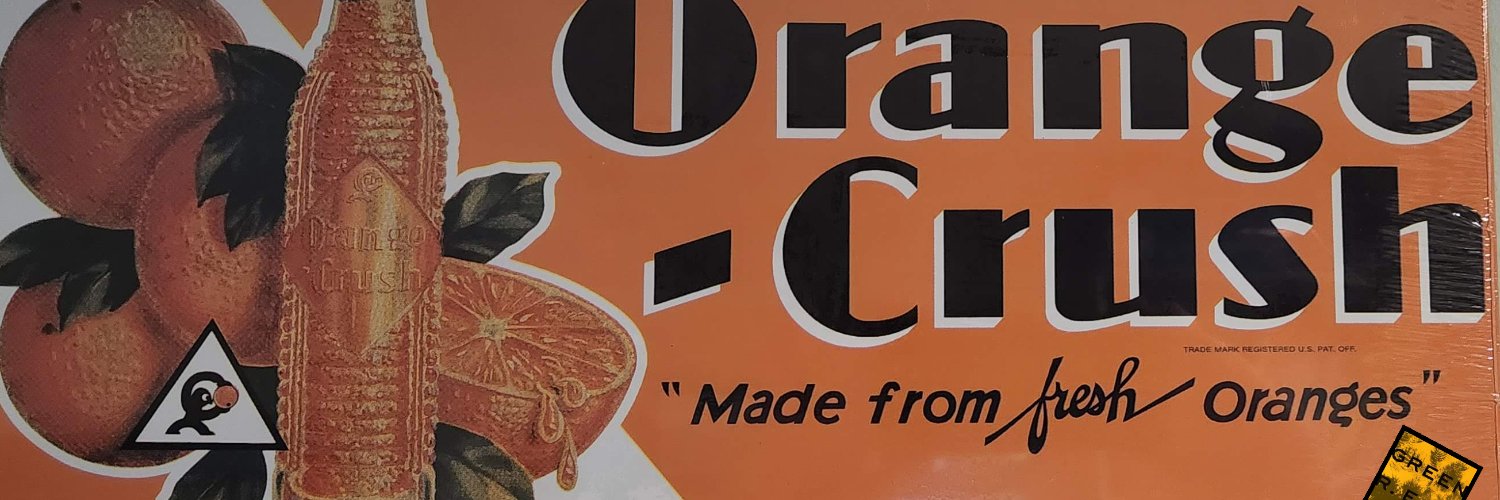 Orange
-Crush
Orange
Crush
TRADE MARK REGISTERED U.S. PAT. OFF.
"Made from fresh Oranges"
GREEN